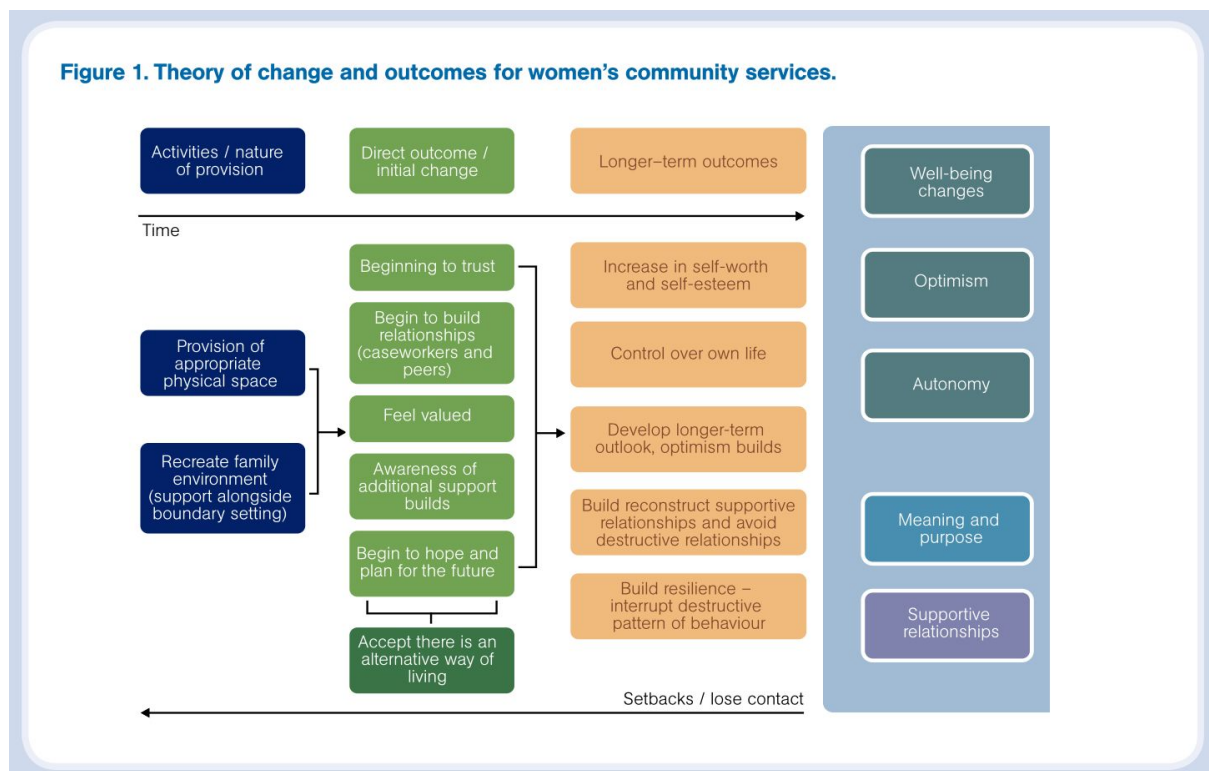 Figure 1. Theory of change and outcomes for women's community services.
Activities / nature
of provision
Direct outcome /
initial change
Longer–term outcomes
Well-being
changes
Time
Provision of
appropriate
physical space
Recreate family
environment
(support alongside
boundary setting)
Beginning to trust
Begin to build
relationships
(caseworkers and
peers)
Feel valued
Awareness of
additional support
builds
Begin to hope and
plan for the future
Accept there is an
alternative way of
living
Increase in self-worth
and self-esteem
Control over own life
Develop longer-term
outlook, optimism builds
Build reconstruct supportive
relationships and avoid
destructive relationships
Build resilience –
interrupt destructive
pattern of behaviour
Optimism
Autonomy
Meaning and
purpose
Supportive
relationships
Setbacks / lose contact